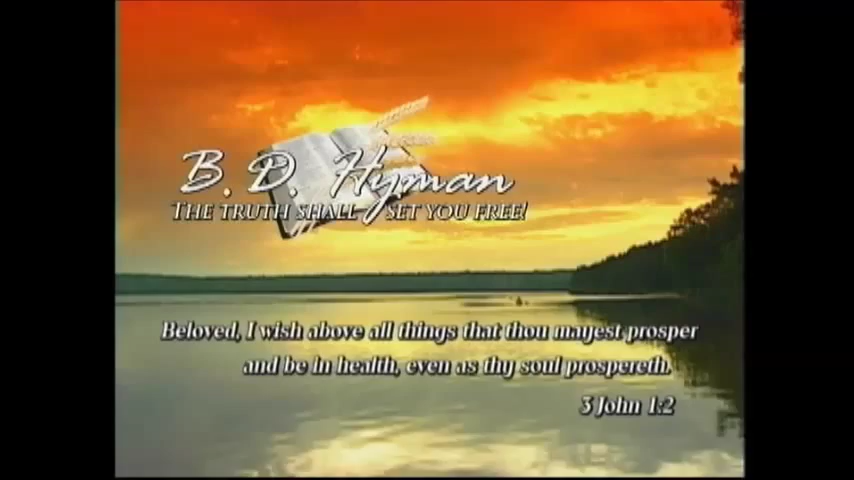 B. D. Hyman
THE TRUTH SHALL SET YOU FREE!
Beloved, I wish above all things that thou mayest prosper
and be in health, even as thy soul prospereth.
3 John 1:2